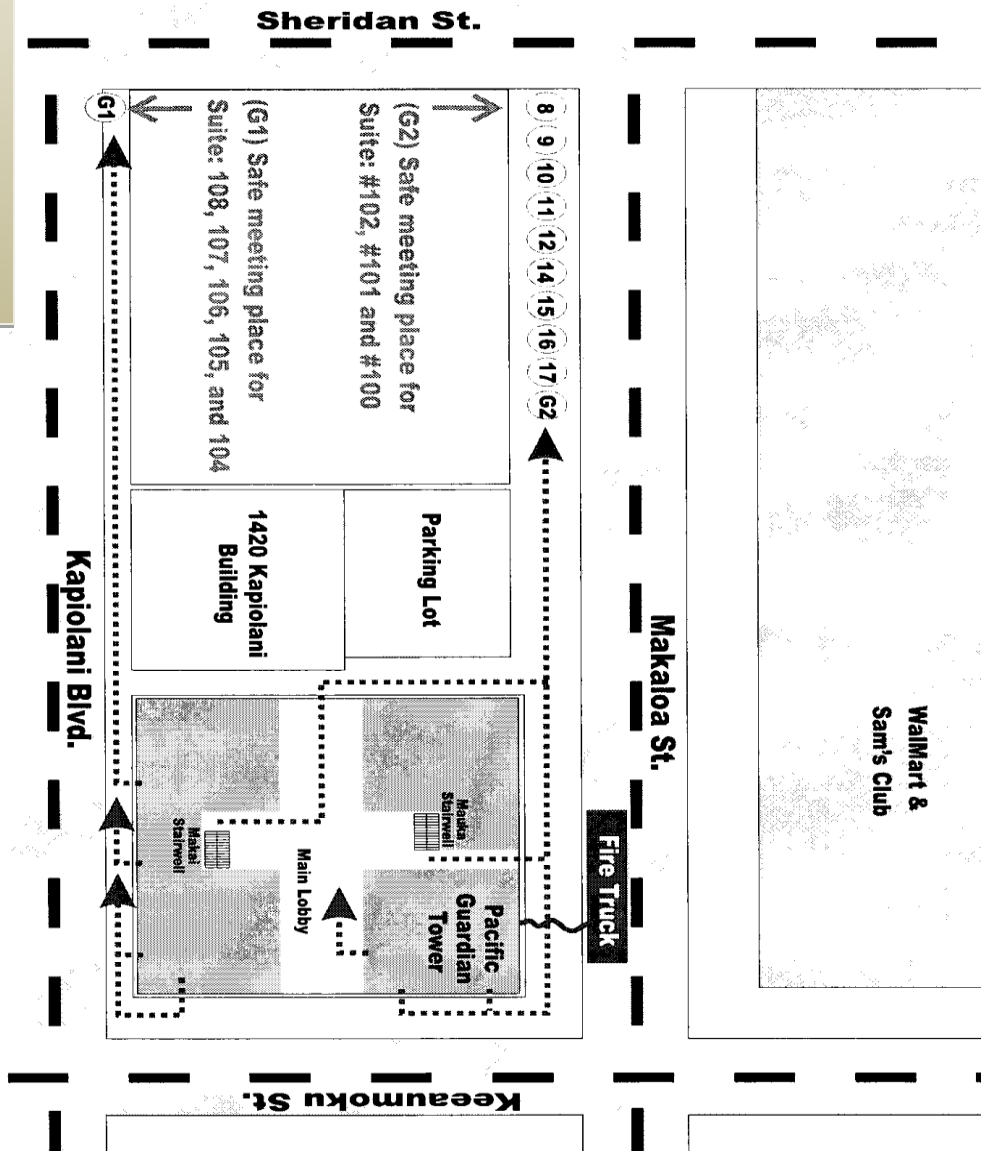 Sheridan St.
G1
(G1) Safe meeting place for
Suite: 108, 107, 106, 105, and 104
(G2) Safe meeting place for
Suite: #102, #101 and #100
8
9
10
11
12
14
15
16
17
G2
1420 Kapiolani
Building
Parking Lot
Kapiolani Blvd.
Makaloa St.
WalMart &
Sam's Club
Fire Truck
Mauka
Stairwell
Makai
Stairwell
Main Lobby
Pacific
Guardian
Tower
Keeaumoku St.